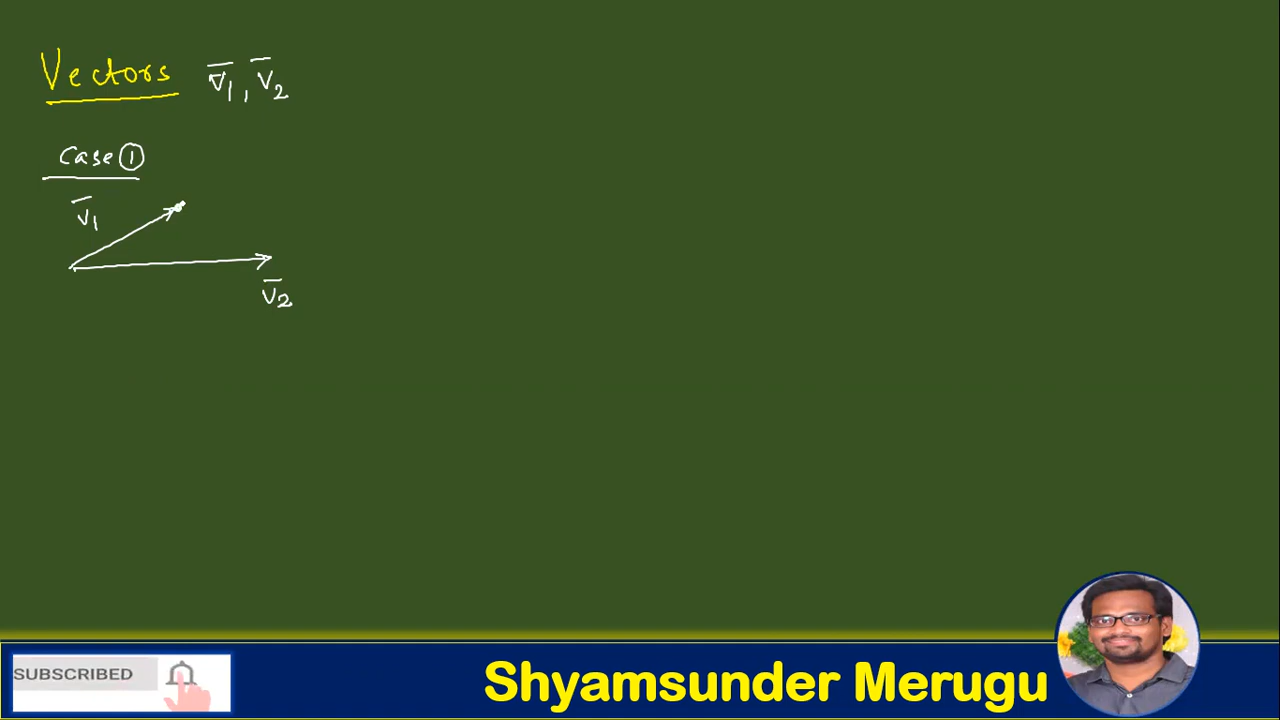 Vectors V̅1, V̅2
Case ①
V̅1
V̅2
SUBSCRIBED
Shyamsunder Merugu